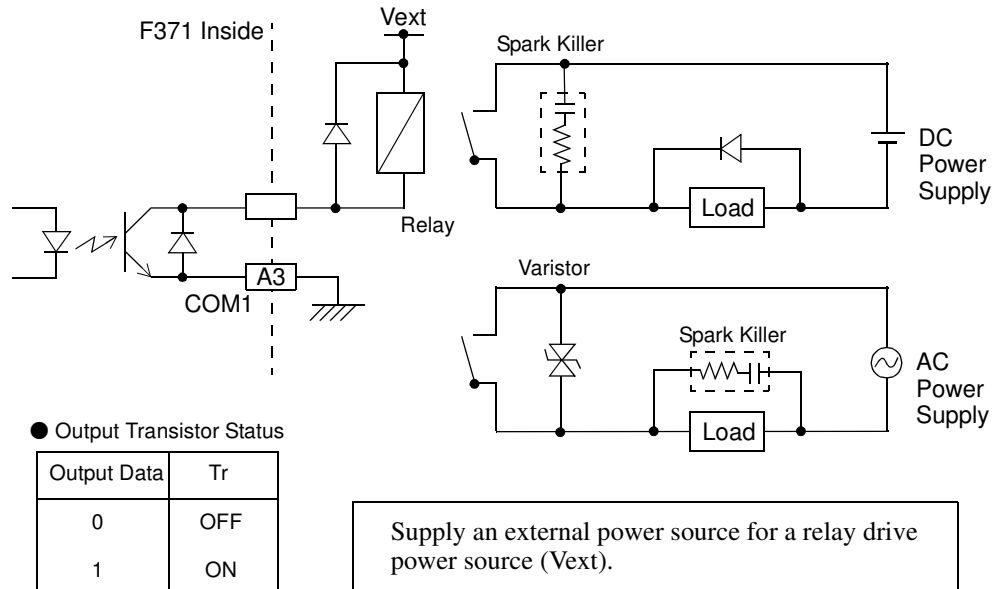 F371 Inside
Vext
Relay
A3
COM1
Spark Killer
Load
DC
Power
Supply
Varistor
Spark Killer
Load
AC
Power
Supply
● Output Transistor Status
Output Data Tr
0 OFF
1 ON
Supply an external power source for a relay drive
power source (Vext).